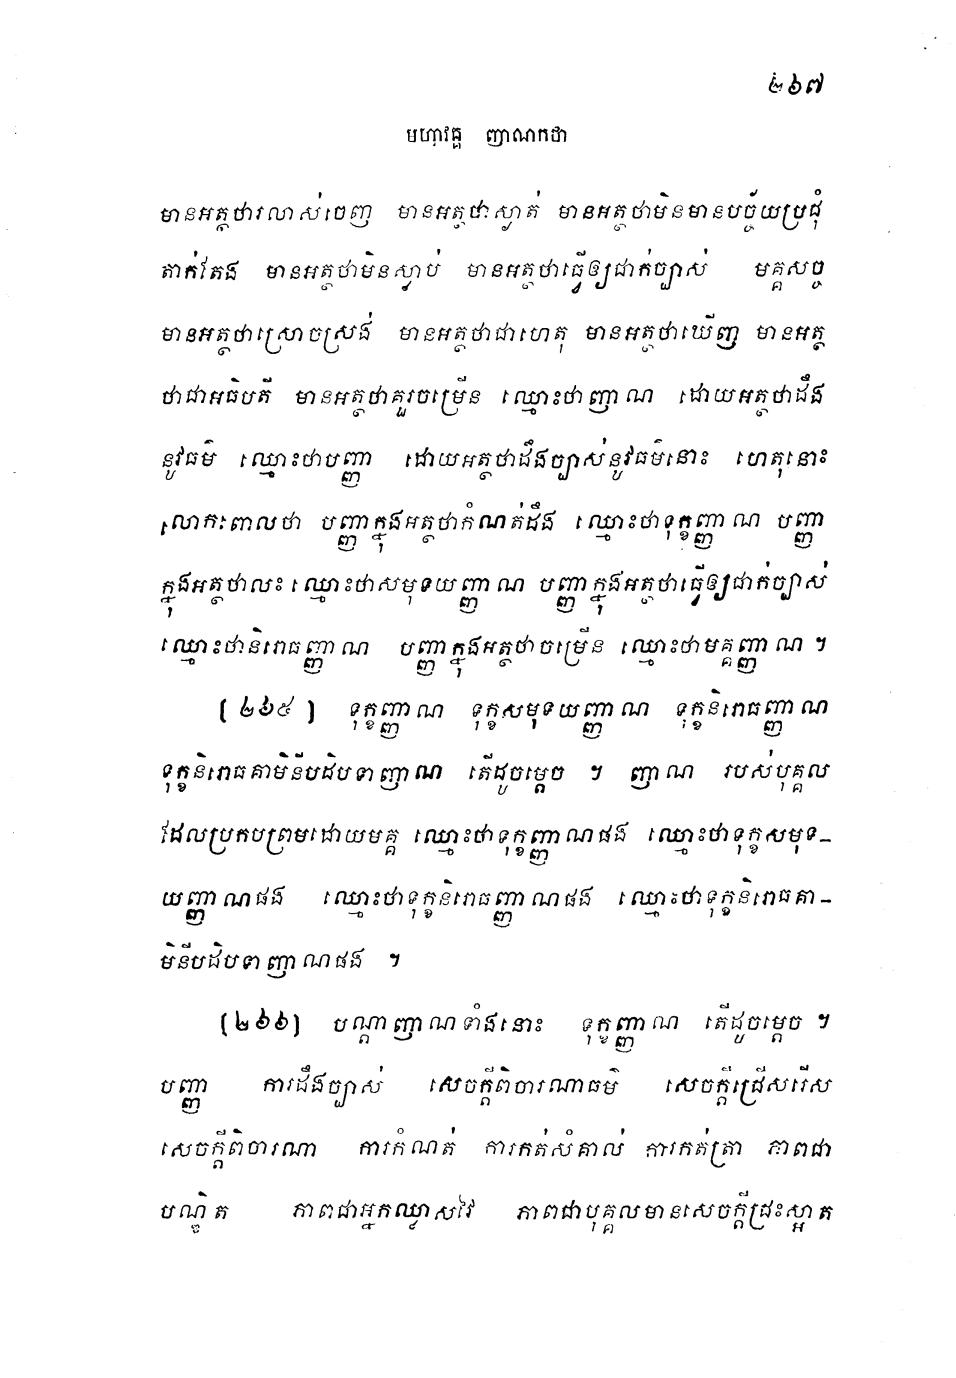 ២៦៧
មហាវគ្គ ញាណកថា
មានអត្ថថារលាស់ចេញ មានអត្ថថាស្ងាត់ មានអត្ថថាមិនមានបច្ច័យប្រជុំ
តាក់តែង មានអត្ថថាមិនស្លាប់ មានអត្ថថាធ្វើឲ្យជាក់ច្បាស់ មគ្គសច្ច
មានអត្ថថាស្រោចស្រង់ មានអត្ថថាជាហេតុ មានអត្ថថាឃើញ មានអត្ថ
ថាជាអធិបតី មានអត្ថថាគួរចម្រើន ឈ្មោះថាញាណ ដោយអត្ថថាដឹង
នូវធម៌ ឈ្មោះថាបញ្ញា ដោយអត្ថថាដឹងច្បាស់នូវធម៌នោះ ហេតុនោះ
លោកពោលថា បញ្ញាក្នុងអត្ថថាកំណត់ដឹង ឈ្មោះថាទុក្ខញ្ញាណ បញ្ញា
ក្នុងអត្ថថាលះ ឈ្មោះថាសមុទយញ្ញាណ បញ្ញាក្នុងអត្ថថាធ្វើឲ្យជាក់ច្បាស់
ឈ្មោះថានិរោធញ្ញាណ បញ្ញាក្នុងអត្ថថាចម្រើន ឈ្មោះថាមគ្គញ្ញាណ ។
(២៦៥) ទុក្ខញ្ញាណ ទុក្ខសមុទយញ្ញាណ ទុក្ខនិរោធញ្ញាណ
ទុក្ខនិរោធគាមិនីបដិបទាញាណ តើដូចម្ដេច ។ ញាណ របស់បុគ្គល
ដែលប្រកបព្រមដោយមគ្គ ឈ្មោះថាទុក្ខញ្ញាណផង ឈ្មោះថាទុក្ខសមុទ-
យញ្ញាណផង ឈ្មោះថាទុក្ខនិរោធញ្ញាណផង ឈ្មោះថាទុក្ខនិរោធគា-
មិនីបដិបទាញាណផង ។
(២៦៦) បណ្ដាញាណទាំងនោះ ទុក្ខញ្ញាណ តើដូចម្ដេច ។
បញ្ញា ការដឹងច្បាស់ សេចក្ដីពិចារណាធម៌ សេចក្ដីជ្រើសរើស
សេចក្ដីពិចារណា ការកំណត់ ការកត់សំគាល់ ការកត់ត្រា ភាពជា
បណ្ឌិត ភាពជាអ្នកឈ្លាសវៃ ភាពជាបុគ្គលមានសេចក្ដីជ្រះស្អាត